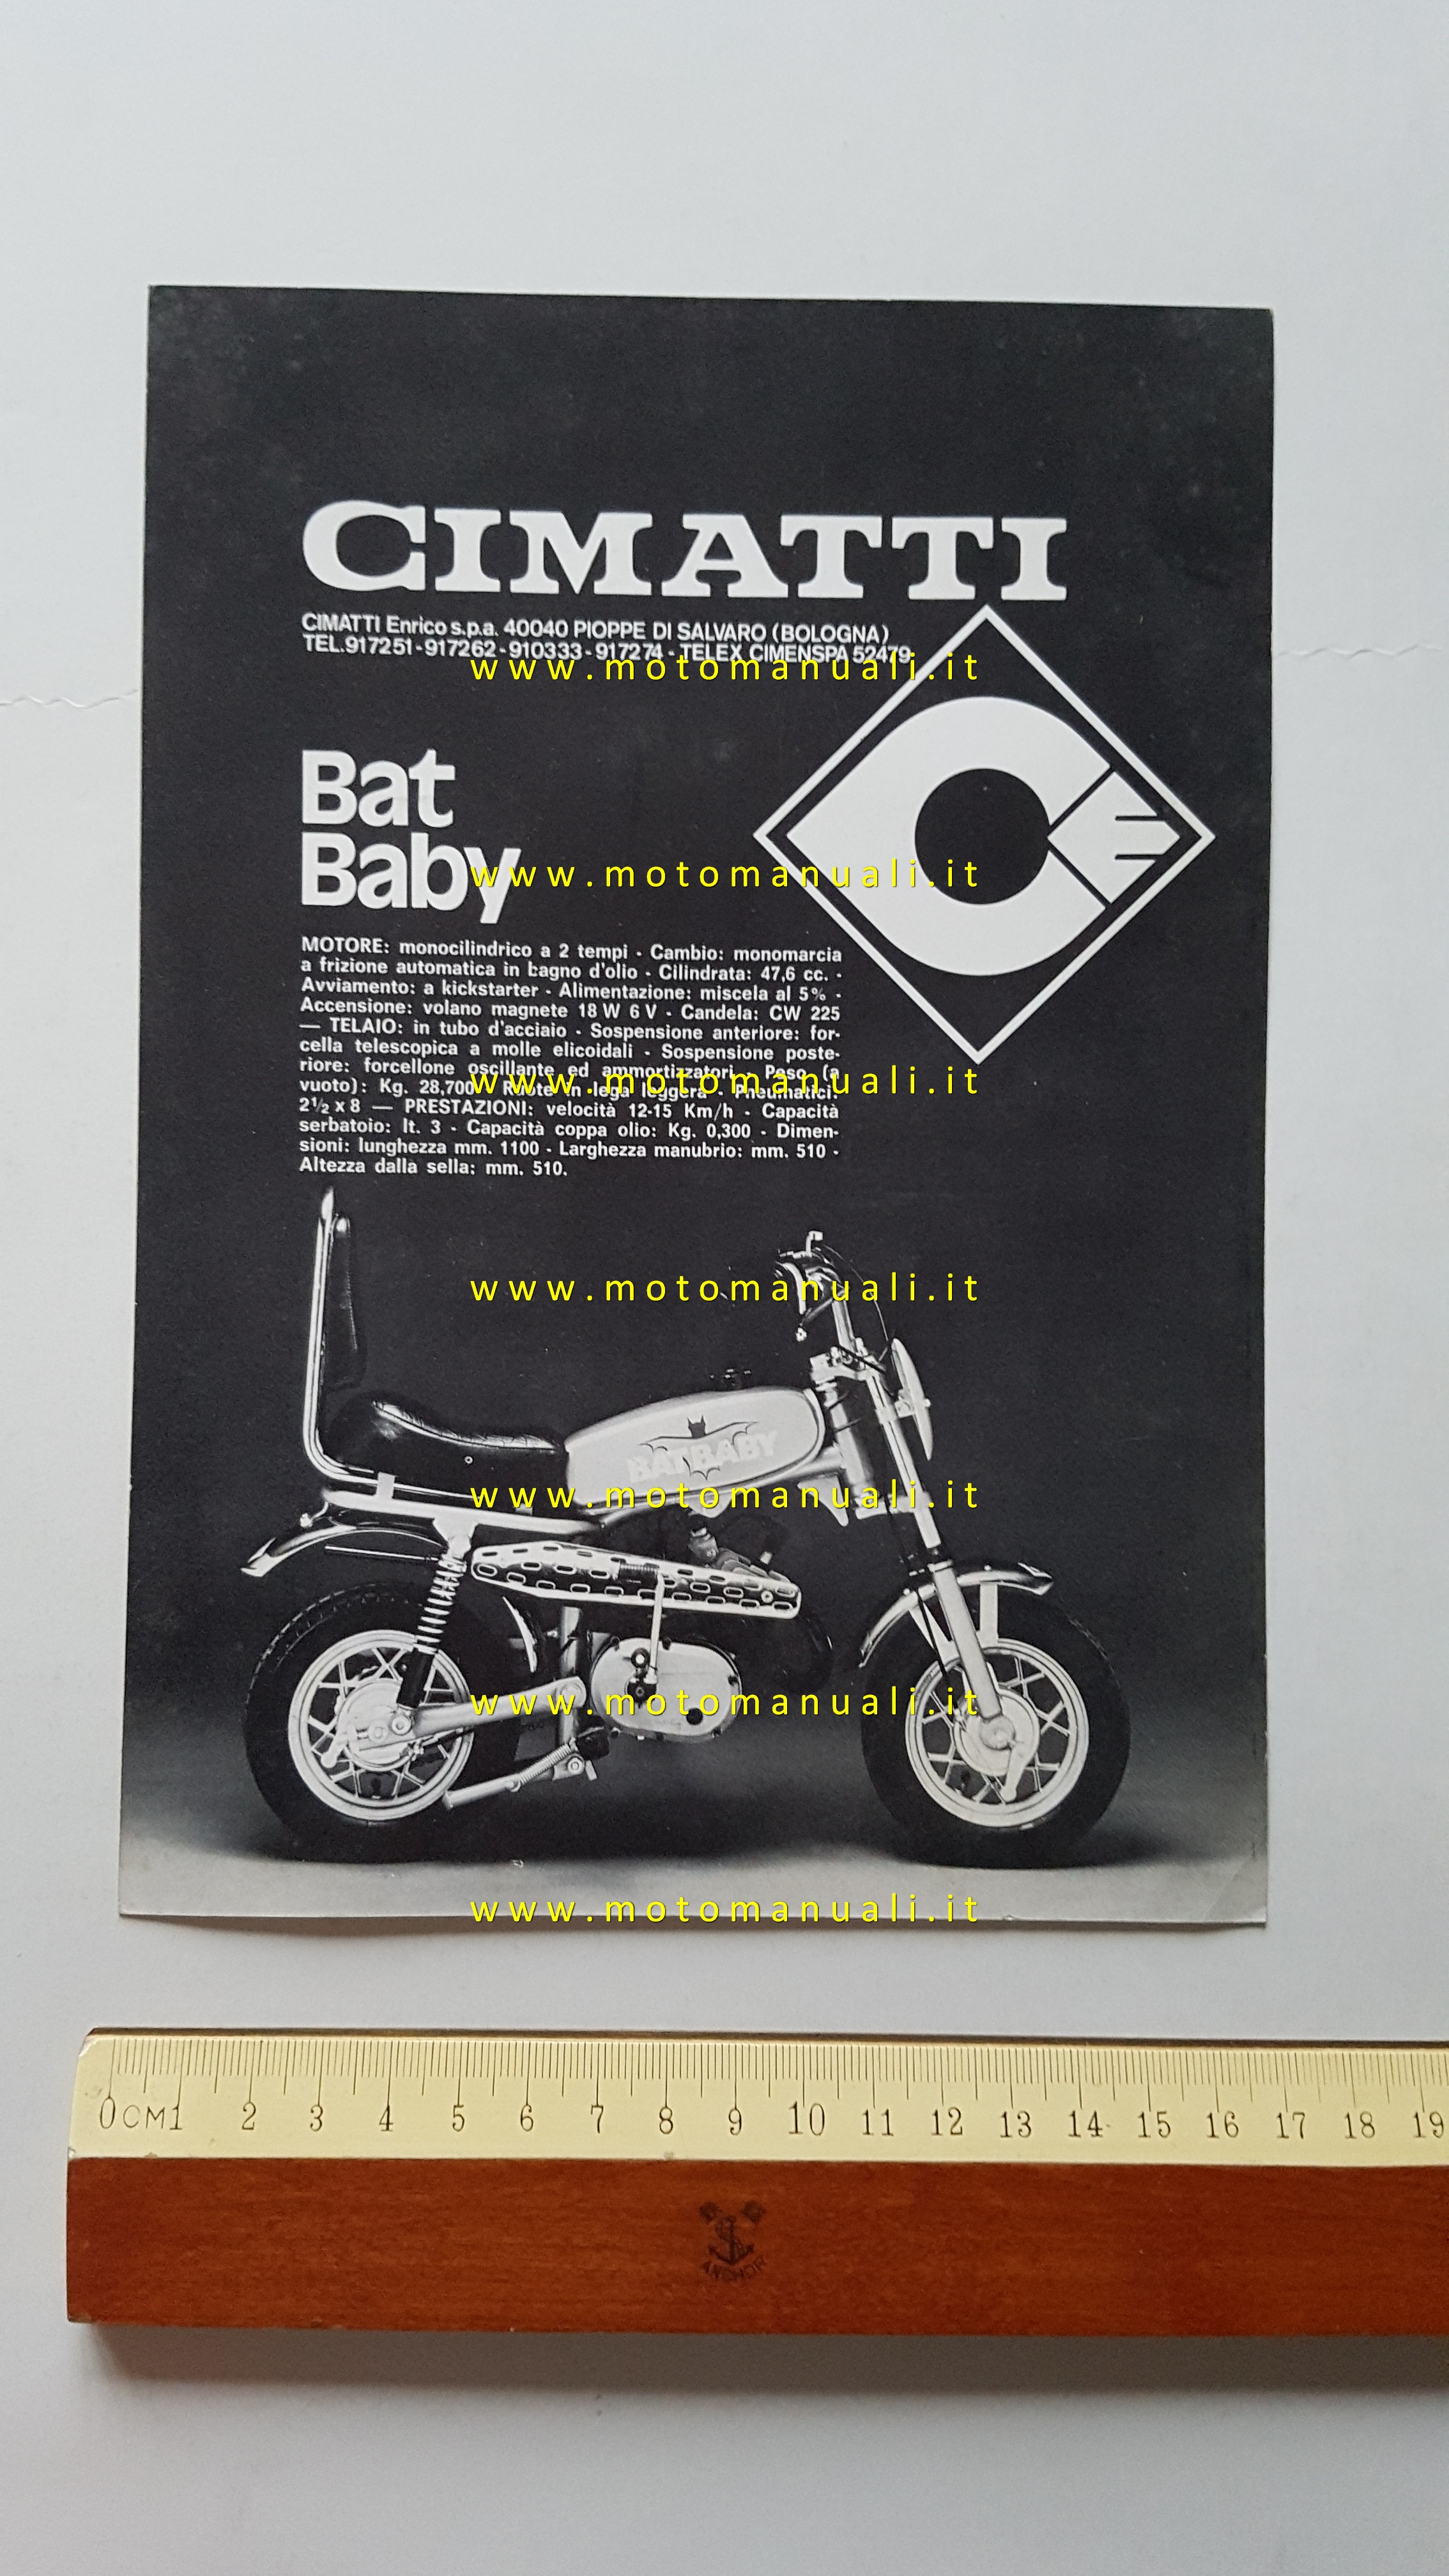 CIMATTI
CIMATTI Enrico s.p.a. 40040 PIOPPE DI SALVARO (BOLOGNA)
TEL.917251-917262-910333-917274 - TELEX CIMENSPA 52479
www.motomanuali.it
CE
Bat
Baby
www.motomanuali.it
MOTORE: monocilindrico a 2 tempi - Cambio: monomarcia
a frizione automatica in bagno d'olio - Cilindrata: 47,6 cc. -
Avviamento: a kickstarter - Alimentazione: miscela al 5% -
Accensione: volano magnete 18 W 6 V - Candela: CW 225
— TELAIO: in tubo d'acciaio - Sospensione anteriore: for-
cella telescopica a molle elicoidali - Sospensione poste-
riore: forcellone oscillante ed ammortizzatori - Peso (a
www.motomanuali.it
vuoto): Kg. 28,700 - Ruote in lega leggera - Pneumatici:
2½ x 8 — PRESTAZIONI: velocità 12-15 Km/h - Capacità
serbatoio: lt. 3 - Capacità coppa olio: Kg. 0,300 - Dimen-
sioni: lunghezza mm. 1100 - Larghezza manubrio: mm. 510 -
Altezza dalla sella: mm. 510.
www.motomanuali.it
BATBABY
www.motomanuali.it
www.motomanuali.it
www.motomanuali.it
0CM1 2 3 4 5 6 7 8 9 10 11 12 13 14 15 16 17 18 19
ANCHOR